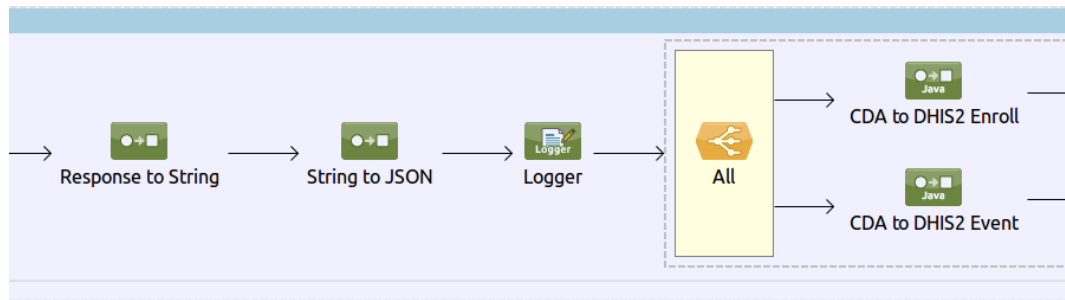 Response to String
String to JSON
Logger
Logger
All
Java
CDA to DHIS2 Enroll
Java
CDA to DHIS2 Event